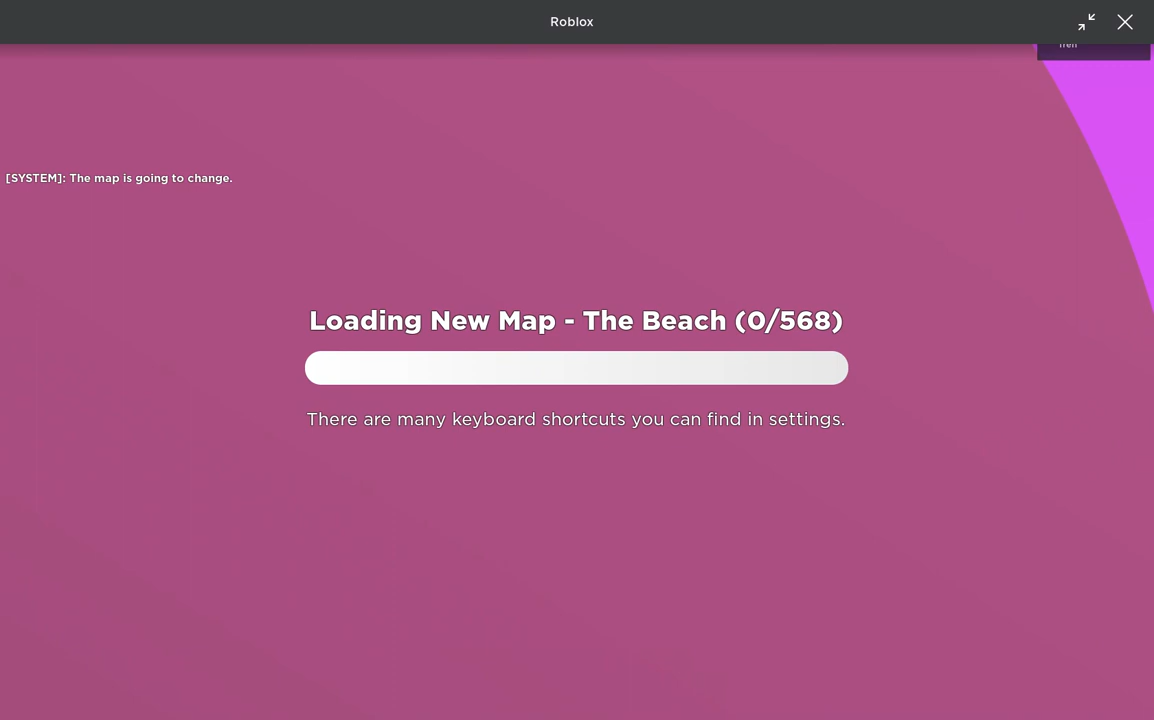 Roblox
[SYSTEM]: The map is going to change.
Loading New Map - The Beach (0/568)
There are many keyboard shortcuts you can find in settings.